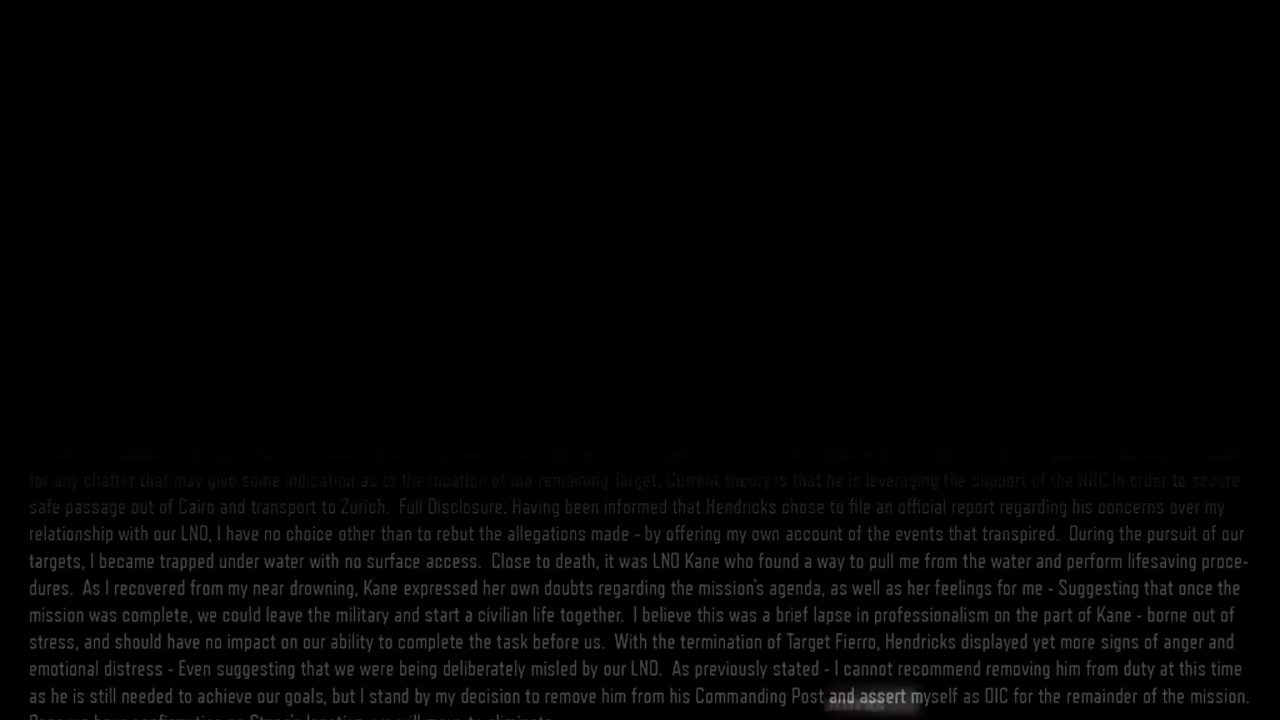 for any chatter that may give some indication as to the location of our remaining target. Current theory is that he is leveraging the support of the NRC in order to secure
safe passage out of Cairo and transport to Zurich. Full Disclosure: Having been informed that Hendricks chose to file an official report regarding his concerns over my
relationship with our LNO, I have no choice other than to rebut the allegations made - by offering my own account of the events that transpired. During the pursuit of our
targets, I became trapped under water with no surface access. Close to death, it was LNO Kane who found a way to pull me from the water and perform lifesaving proce-
dures. As I recovered from my near drowning, Kane expressed her own doubts regarding the mission's agenda, as well as her feelings for me - Suggesting that once the
mission was complete, we could leave the military and start a civilian life together. I believe this was a brief lapse in professionalism on the part of Kane - borne out of
stress, and should have no impact on our ability to complete the task before us. With the termination of Target Fierro, Hendricks displayed yet more signs of anger and
emotional distress - Even suggesting that we were being deliberately misled by our LNO. As previously stated - I cannot recommend removing him from duty at this time
as he is still needed to achieve our goals, but I stand by my decision to remove him from his Commanding Post and assert myself as OIC for the remainder of the mission.